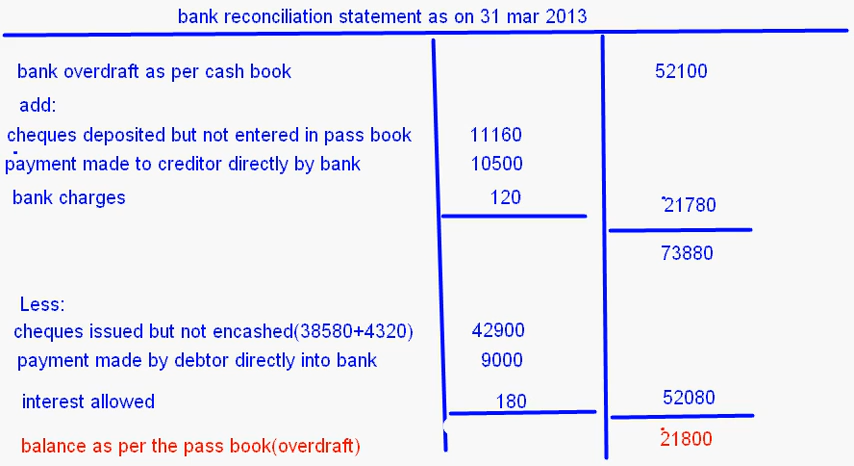 bank reconciliation statement as on 31 mar 2013
bank overdraft as per cash book 52100
add:
cheques deposited but not entered in pass book 11160
payment made to creditor directly by bank 10500
bank charges 120 21780
73880
Less:
cheques issued but not encashed(38580+4320) 42900
payment made by debtor directly into bank 9000
interest allowed 180 52080
balance as per the pass book(overdraft) 21800